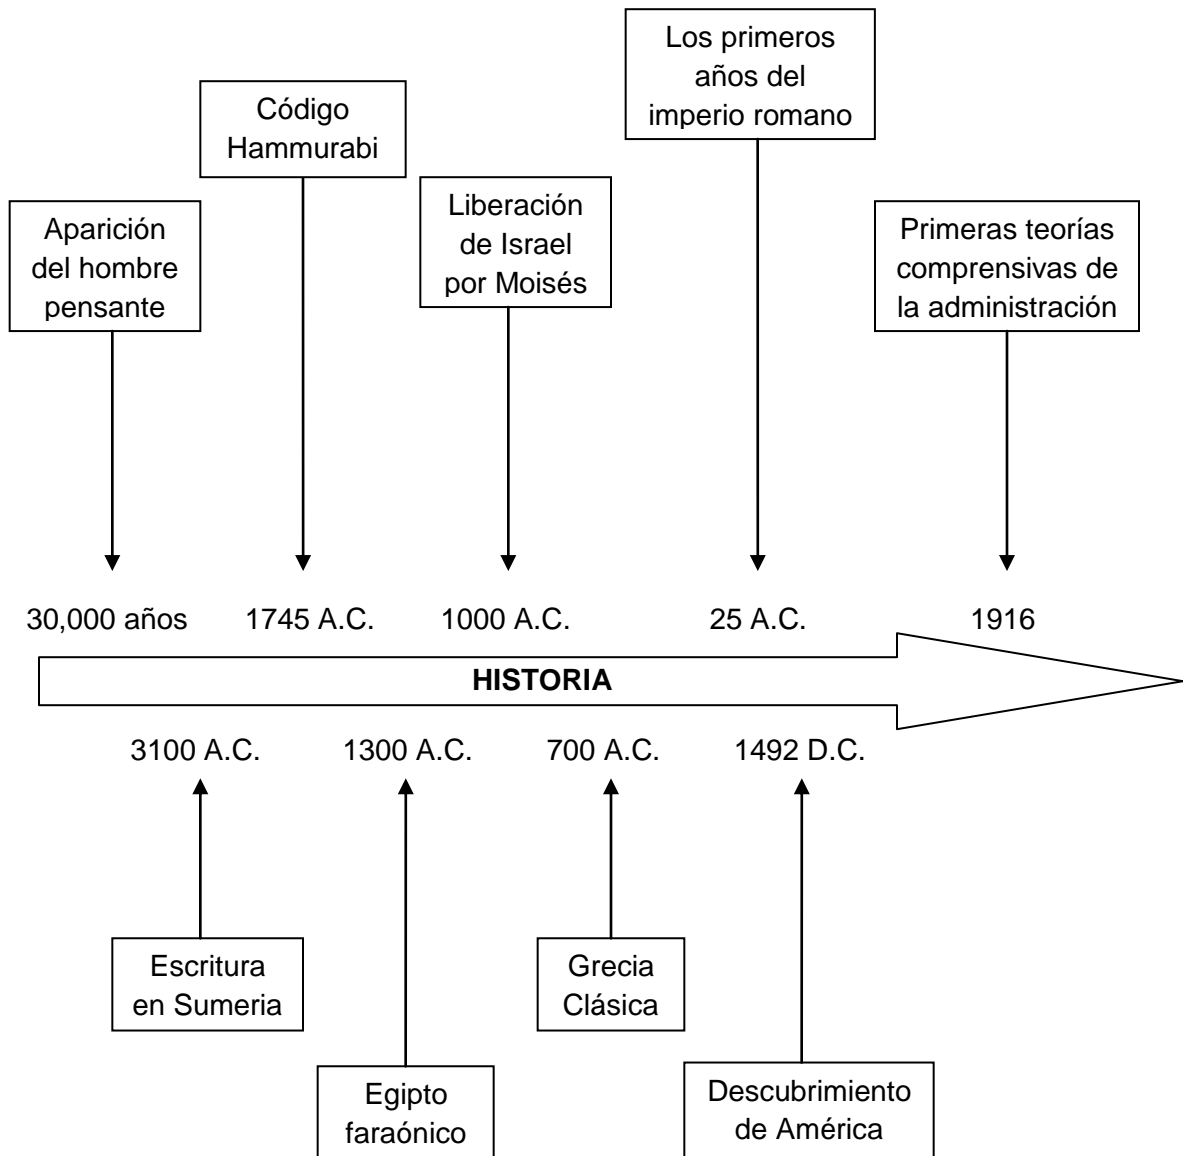 Los primeros
años del
imperio romano
Código
Hammurabi
Liberación
de Israel
por Moisés
Aparición
del hombre
pensante
Primeras teorías
comprensivas de
la administración
30,000 años
1745 A.C.
1000 A.C.
25 A.C.
1916
HISTORIA
3100 A.C.
1300 A.C.
700 A.C.
1492 D.C.
Escritura
en Sumeria
Grecia
Clásica
Egipto
faraónico
Descubrimiento
de América